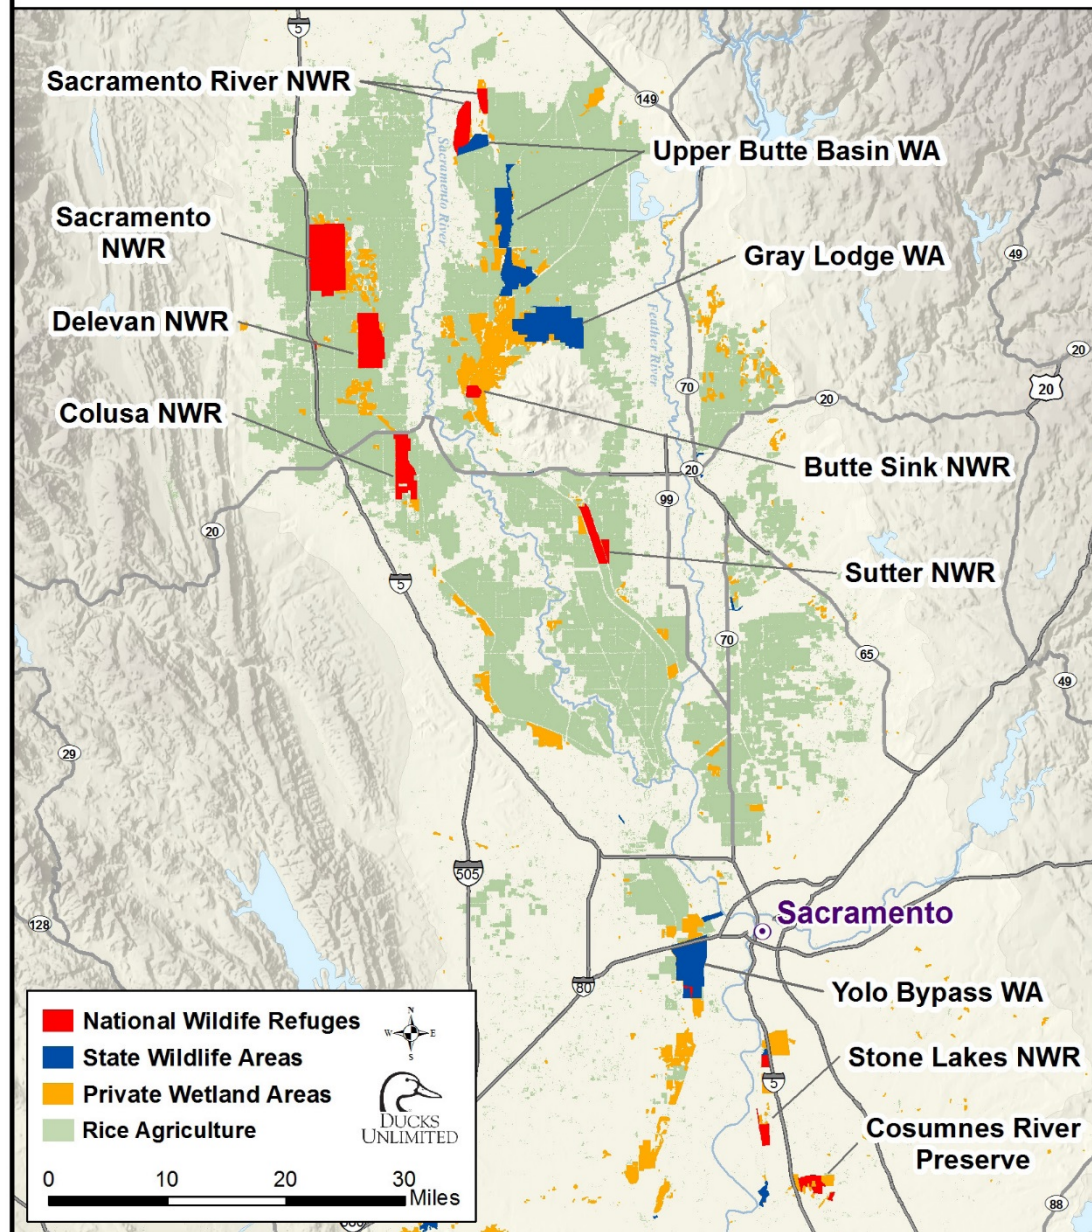 5
149
Sacramento River NWR
Upper Butte Basin WA
Sacramento River
Sacramento
NWR
49
Gray Lodge WA
Delevan NWR
Feather River
20
70
20
20
Colusa NWR
Butte Sink NWR
20
99
20
Sutter NWR
5
70
65
49
29
505
Sacramento
128
80
Yolo Bypass WA
Stone Lakes NWR
5
Cosumnes River
Preserve
88
National Wildlife Refuges
State Wildlife Areas
Private Wetland Areas
Rice Agriculture
N
W E
S
DUCKS
UNLIMITED
0 10 20 30
Miles